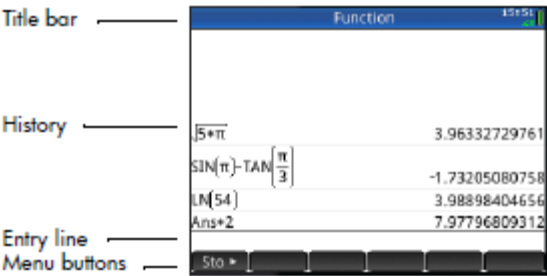 Title bar
Function
15:51
History
√5*π
3.96332729761
SIN(π)-TAN(π/3)
-1.73205080758
LN(54)
3.98898404656
Ans*2
7.97796809312
Entry line
Menu buttons
Sto ▸